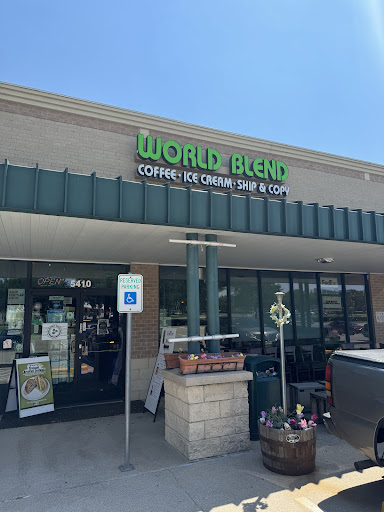 WORLD BLEND
COFFEE · ICE CREAM · SHIP & COPY
OPEN
5410
RESERVED
PARKING